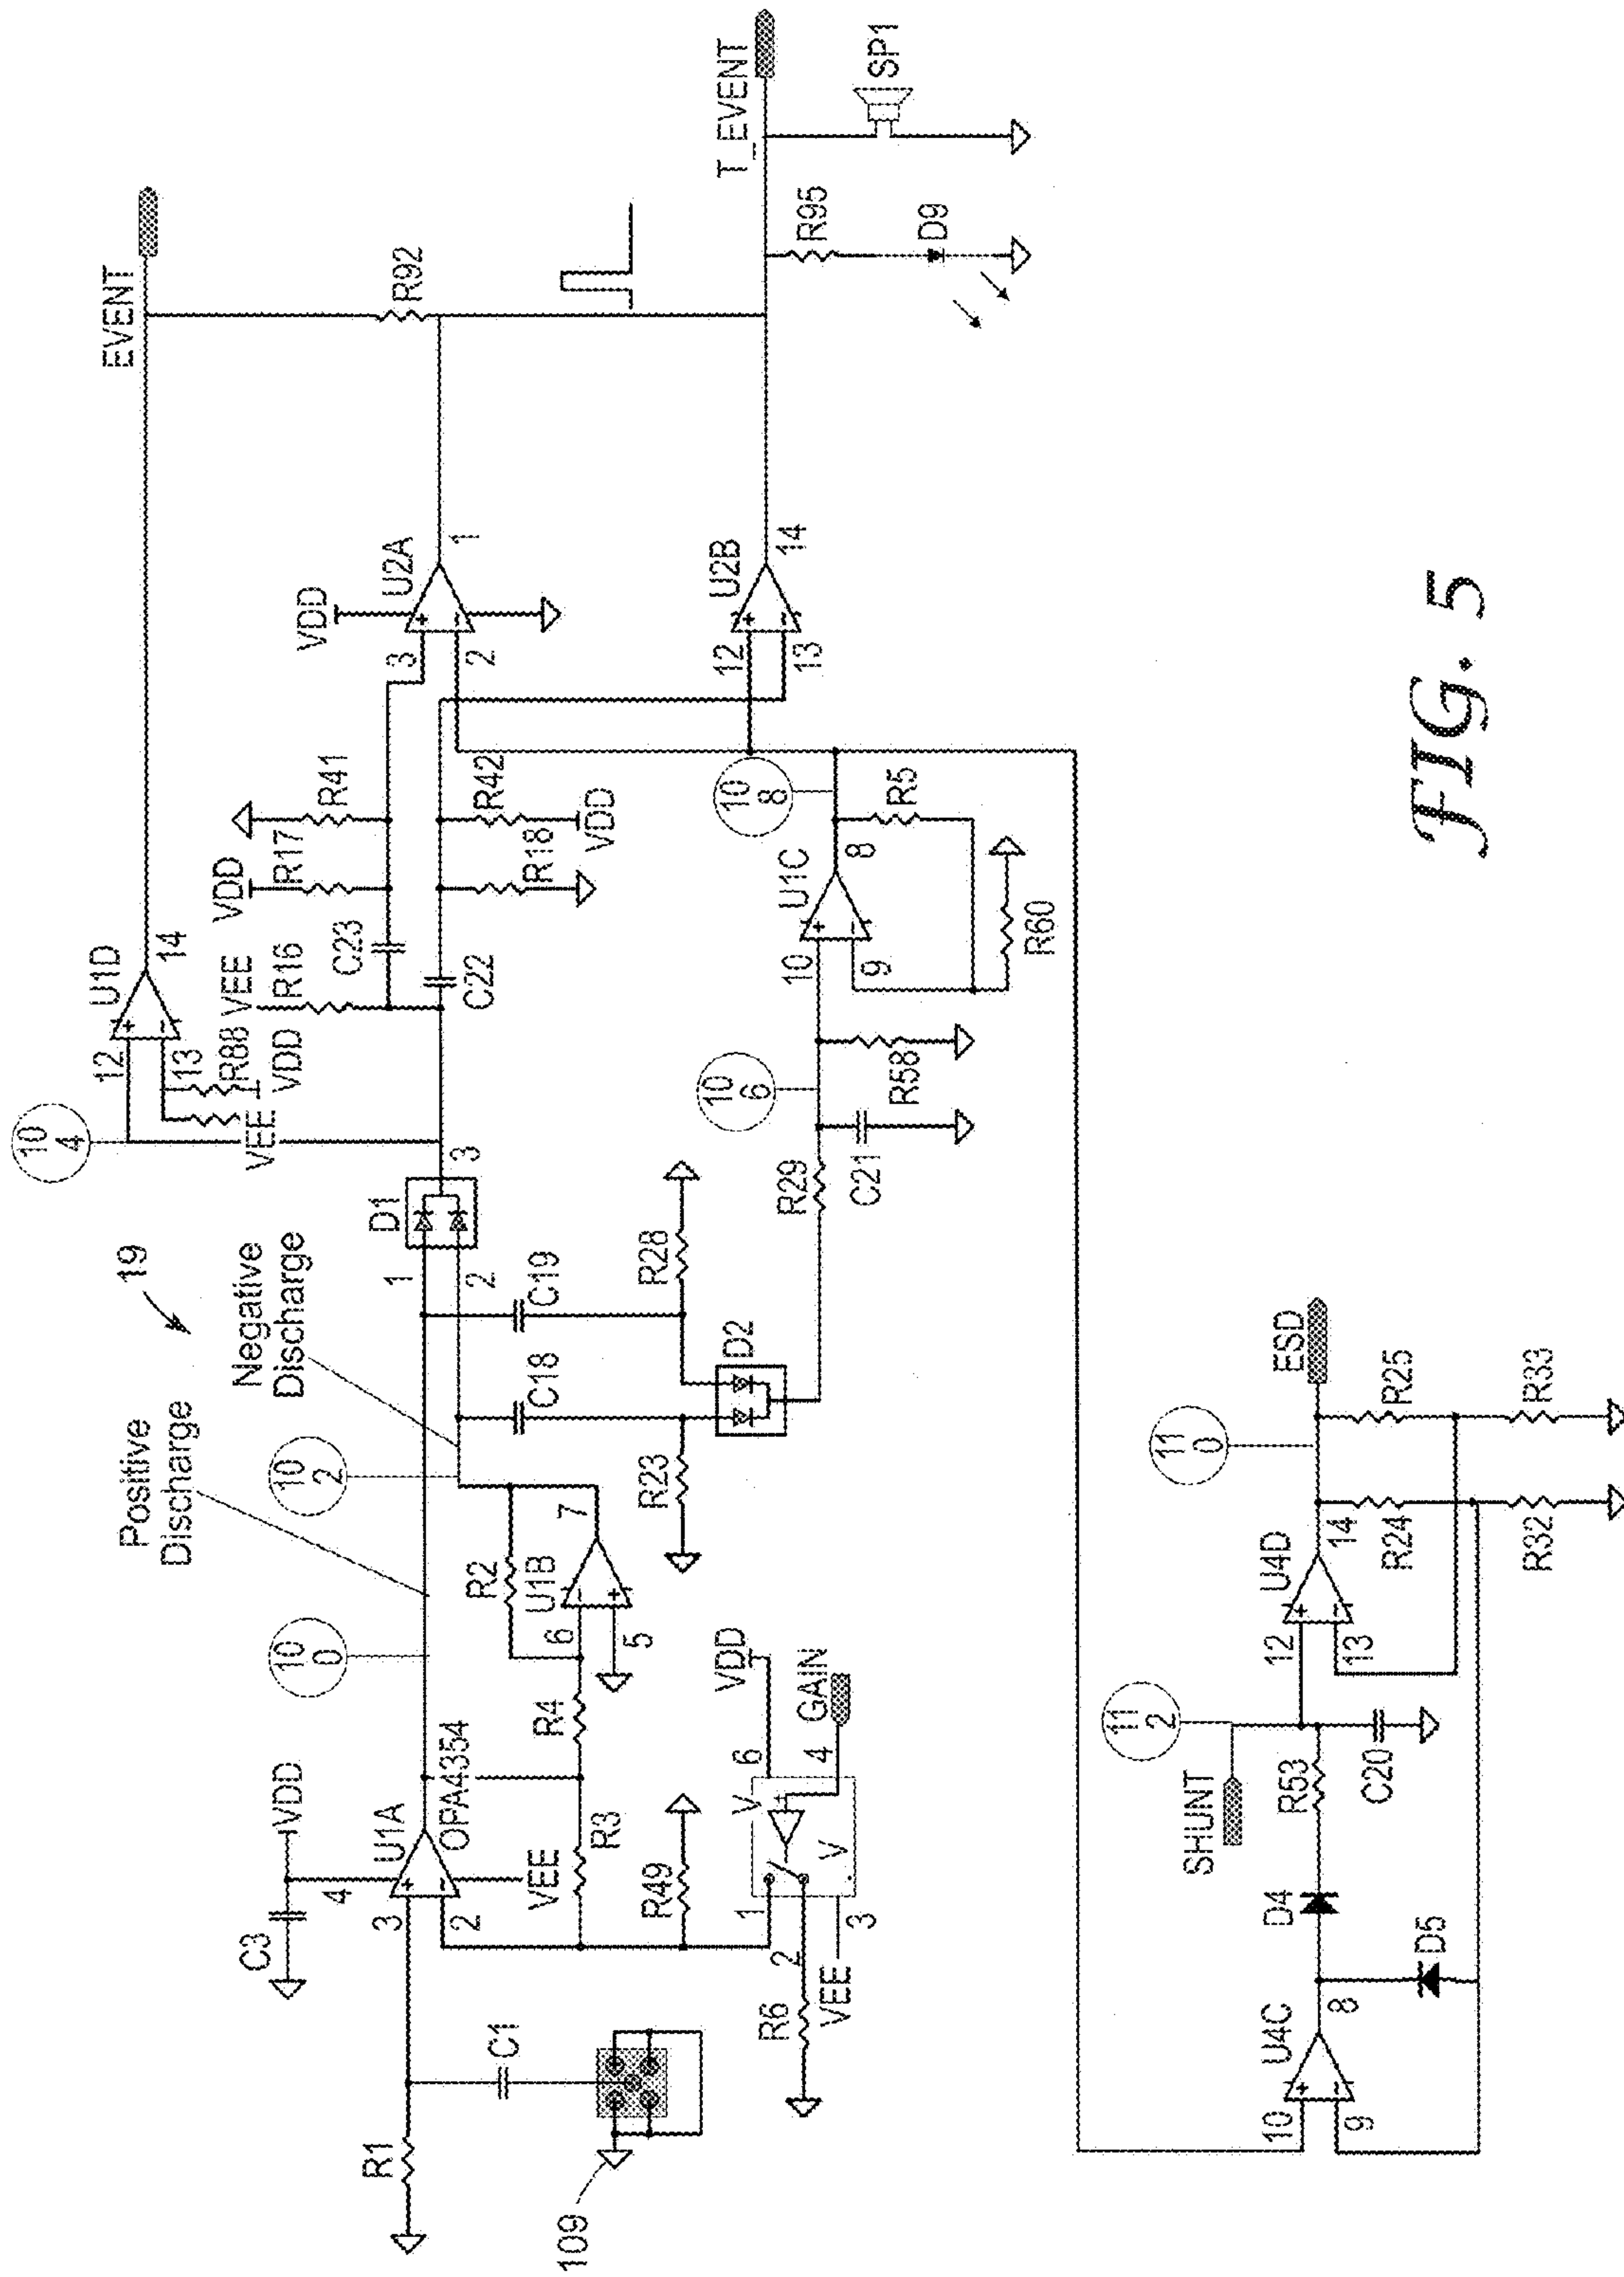 FIG. 5
19
Positive
Discharge
Negative
Discharge
10
0
10
2
10
4
10
6
10
8
11
0
11
2
109
R1
C1
C3
VDD
4
3
2
U1A
OPA4354
VEE
R3
R4
R49
R6
1
2
3
VEE
V+
V
6
4
VDD
GAIN
R2
U1B
6
5
7
R23
C18
C19
R28
D2
D1
1
2
3
12
13
U1D
14
R88
VEE
VDD
VEE
R16
C23
C22
VDD
R17
R41
R18
R42
VDD
VDD
U2A
3
2
1
U2B
12
13
14
R29
C21
R58
U1C
10
9
8
R5
R60
EVENT
R92
T_EVENT
R95
D9
SP1
U4C
10
9
8
D4
D5
SHUNT
R53
C20
U4D
12
13
14
ESD
R24
R25
R32
R33